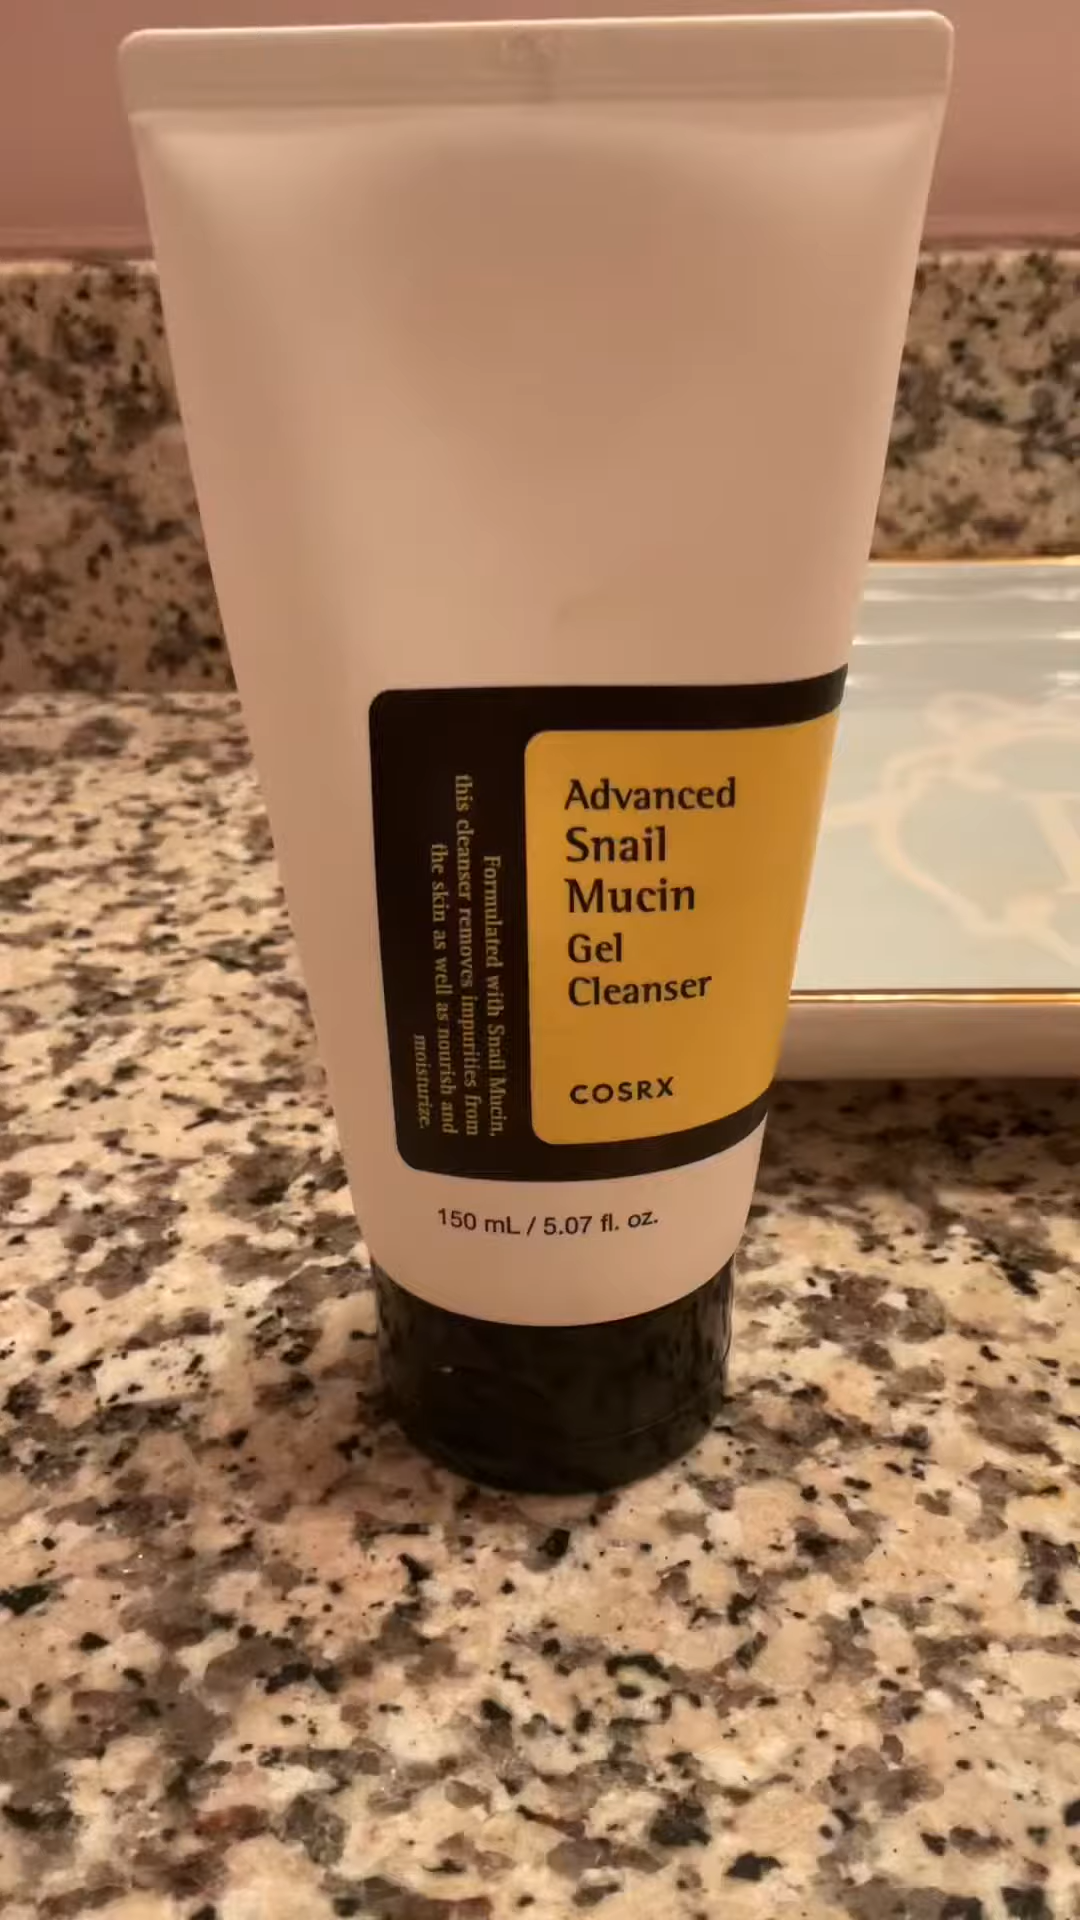 Advanced
Snail
Mucin
Gel
Cleanser
COSRX
Formulated with Snail Mucin,
this cleanser removes impurities from
the skin as well as nourish and
moisturize.
150 mL / 5.07 fl. oz.